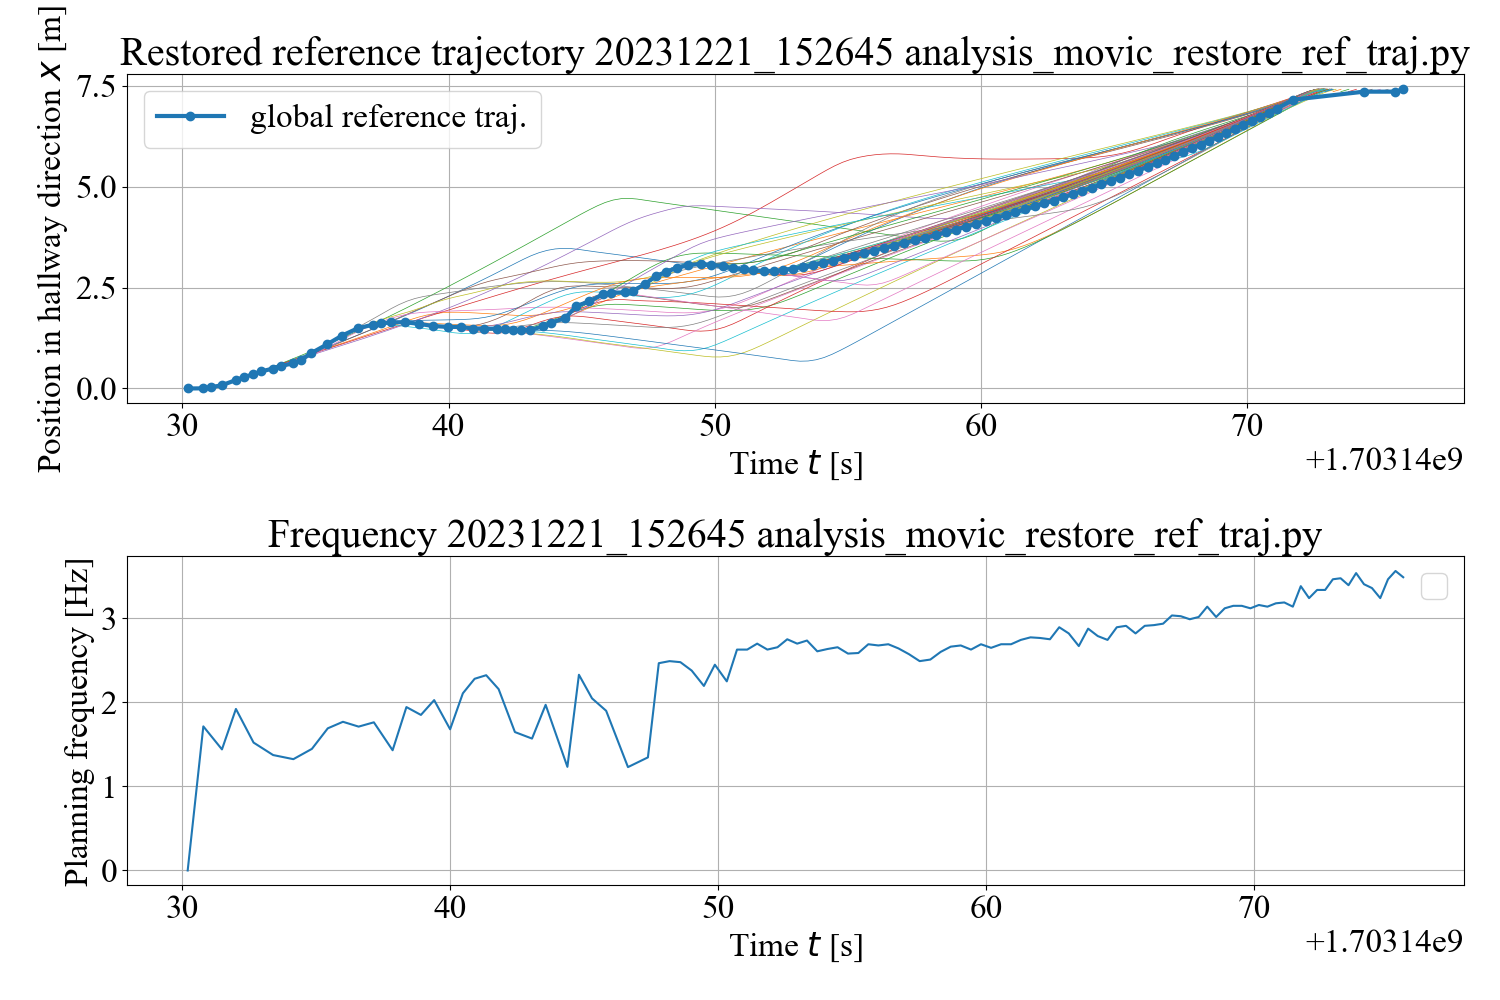 Restored reference trajectory 20231221_152645 analysis_movic_restore_ref_traj.py
Position in hallway direction x [m]
7.5
5.0
2.5
0.0
global reference traj.
30 40 50 60 70
Time t [s]
+1.70314e9
Frequency 20231221_152645 analysis_movic_restore_ref_traj.py
Planning frequency [Hz]
3
2
1
0
30 40 50 60 70
Time t [s]
+1.70314e9